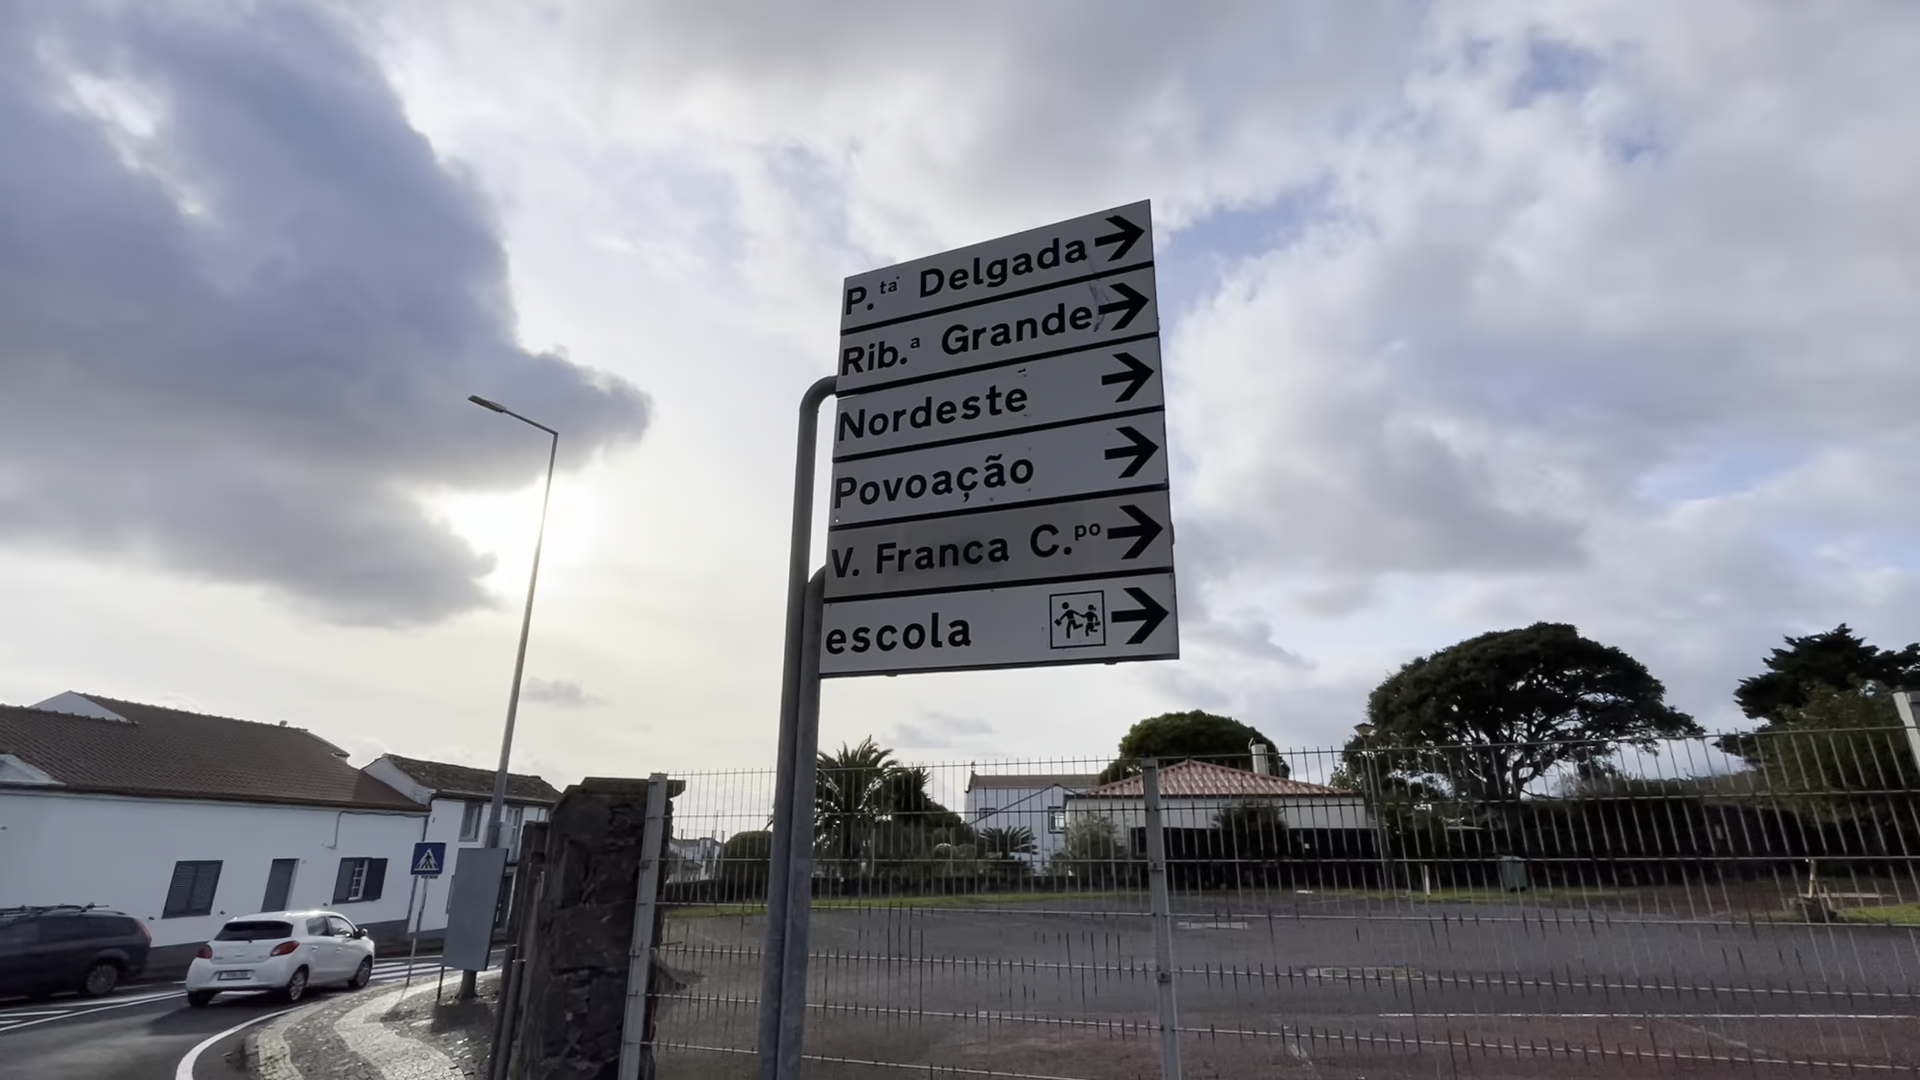 P.ta Delgada
Rib.a Grande
Nordeste
Povoação
V. Franca C.po
escola